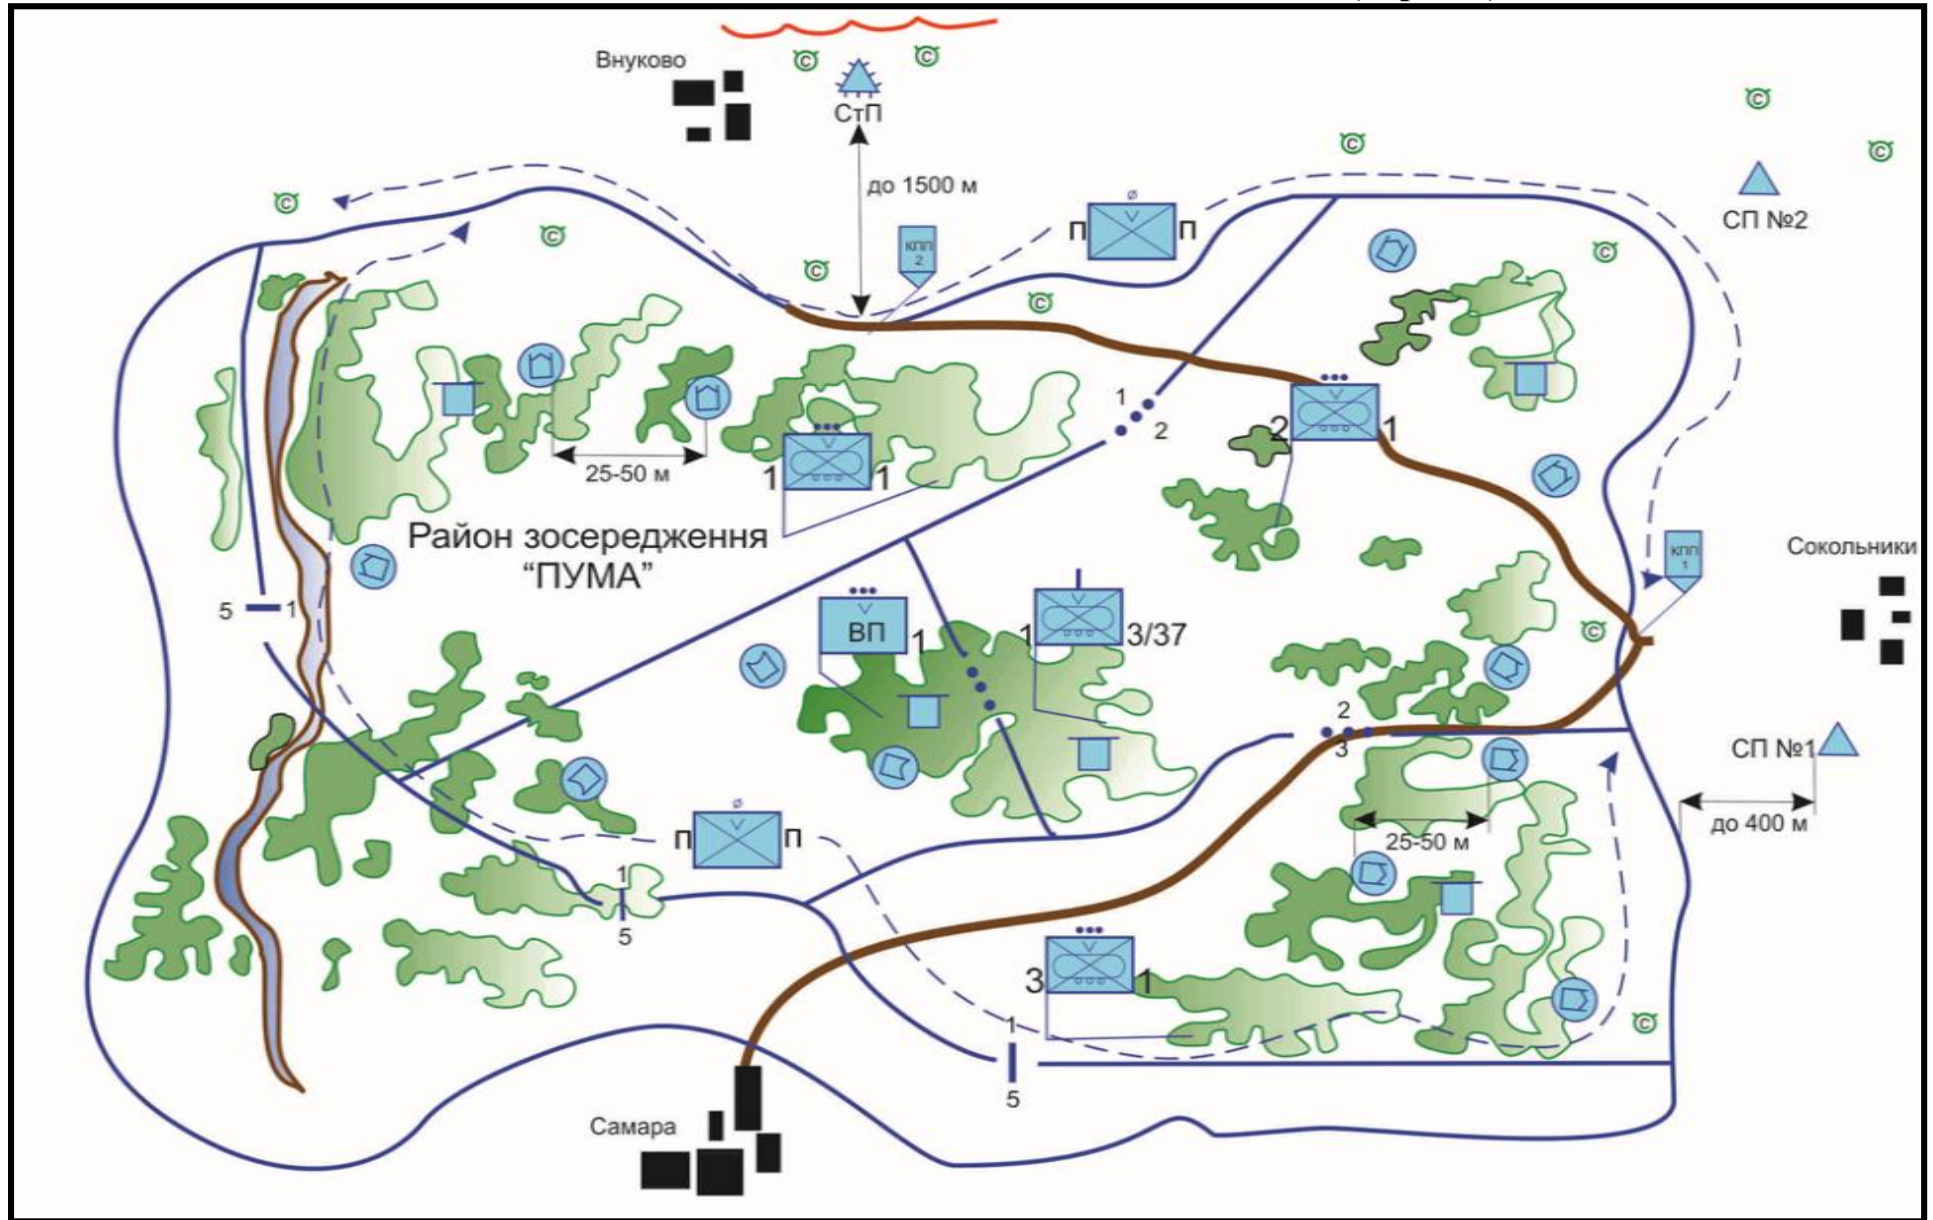 Внуково
С
С
СтП
до 1500 м
КПП
2
С
С
С
С
П
П
С
С
С
СП №2
С
С
1
2
2
1
1
1
25-50 м
Район зосередження
“ПУМА”
КПП
1
Сокольники
5
1
ВП
1
1
3/37
С
2
3
СП №1
до 400 м
25-50 м
П
П
1
5
3
1
1
5
С
Самара